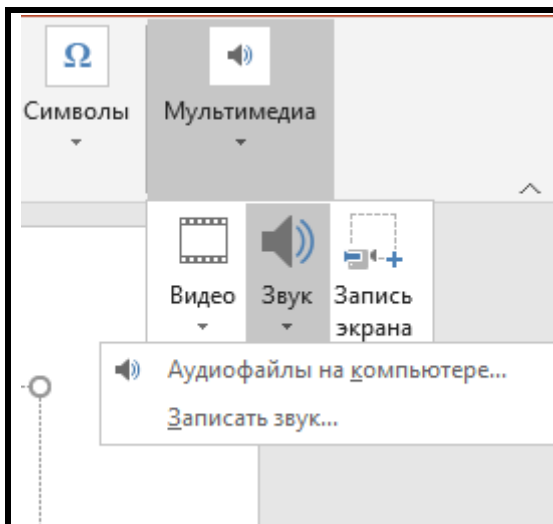 Символы
Мультимедиа
Видео
Звук
Запись
экрана
Аудиофайлы на компьютере...
Записать звук...